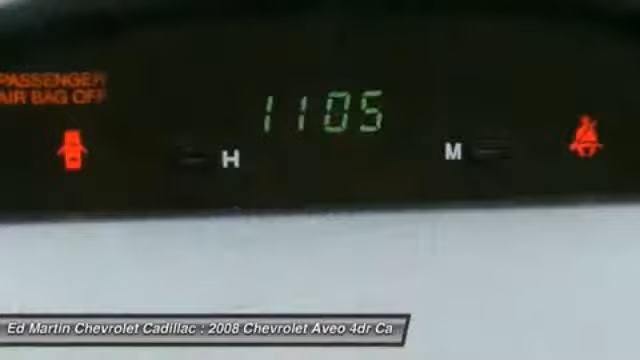 PASSENGER
AIR BAG OFF
1105
H
M
Ed Martin Chevrolet Cadillac : 2008 Chevrolet Aveo 4dr Ca